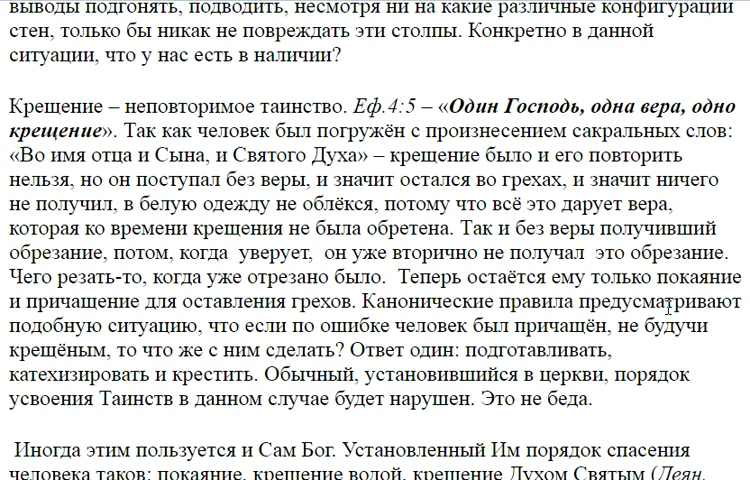 выводы подгонять, подводить, несмотря ни на какие различные конфигурации
стен, только бы никак не повреждать эти столпы. Конкретно в данной
ситуации, что у нас есть в наличии?
Крещение – неповторимое таинство. Еф.4:5 – «Один Господь, одна вера, одно
крещение». Так как человек был погружён с произнесением сакральных слов:
«Во имя отца и Сына, и Святого Духа» – крещение было и его повторить
нельзя, но он поступал без веры, и значит остался во грехах, и значит ничего
не получил, в белую одежду не облёкся, потому что всё это дарует вера,
которая ко времени крещения не была обретена. Так и без веры получивший
обрезание, потом, когда  уверует,  он уже вторично не получал  это обрезание.
Чего резать-то, когда уже отрезано было.  Теперь остаётся ему только покаяние
и причащение для оставления грехов. Канонические правила предусматривают
подобную ситуацию, что если по ошибке человек был причащён, не будучи
крещёным, то что же с ним сделать? Ответ один: подготавливать,
катехизировать и крестить. Обычный, установившийся в церкви, порядок
усвоения Таинств в данном случае будет нарушен. Это не беда.
Иногда этим пользуется и Сам Бог. Установленный Им порядок спасения
человека таков: покаяние, крещение водой, крещение Духом Святым (Деян.